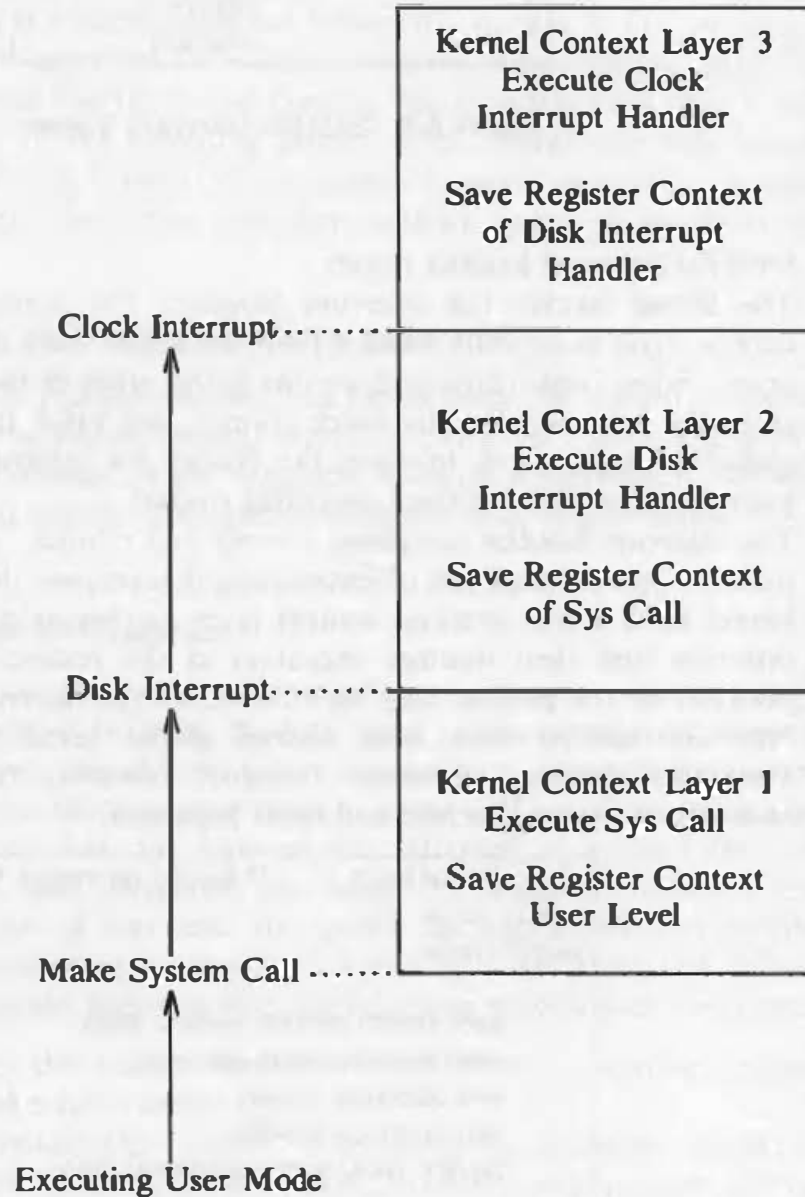 Kernel Context Layer 3
Execute Clock
Interrupt Handler
Save Register Context
of Disk Interrupt
Handler
Clock Interrupt
Kernel Context Layer 2
Execute Disk
Interrupt Handler
Save Register Context
of Sys Call
Disk Interrupt
Kernel Context Layer 1
Execute Sys Call
Save Register Context
User Level
Make System Call
Executing User Mode